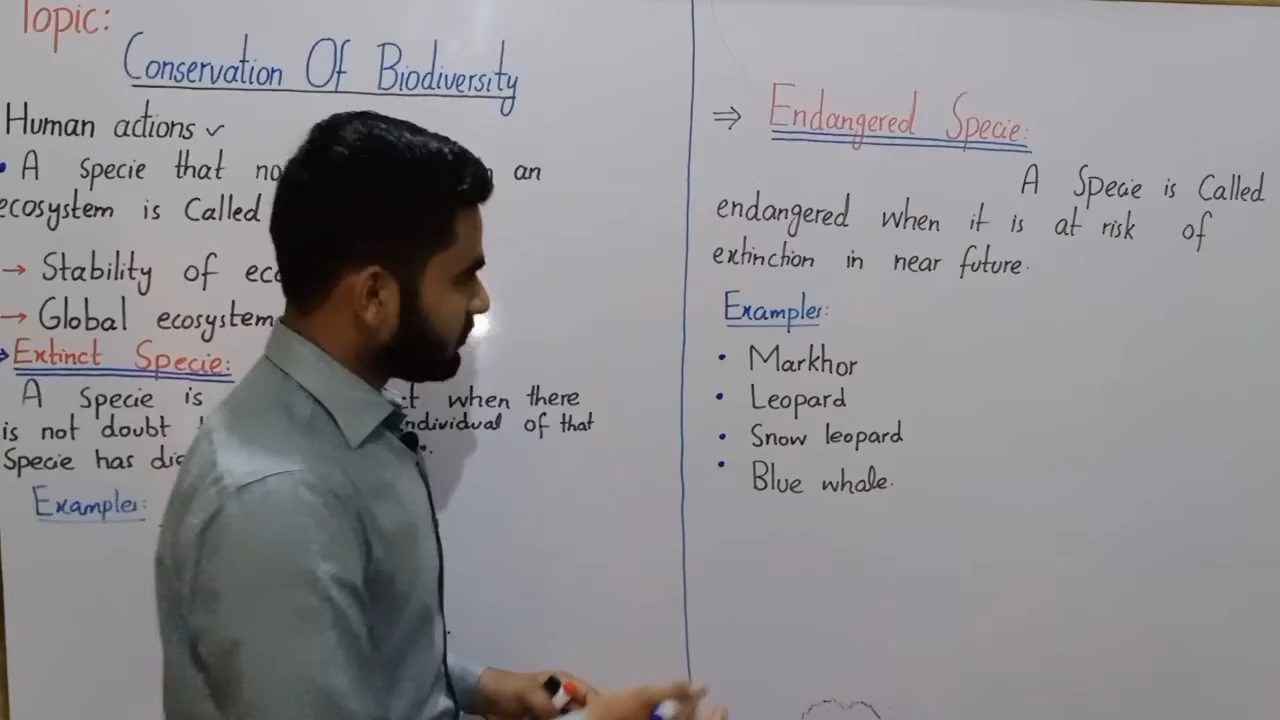 Topic:
Conservation Of Biodiversity
Human actions ✓
• A Specie that no an
ecosystem is Called
→ Stability of
→ Global ecosystem
Extinct Specie:
A Specie is when there
is not doubt individual of that
Specie has
Examples:
⇒ Endangered Specie:
A Specie is Called
endangered when it is at risk of
extinction in near future.
Examples:
• Markhor
• Leopard
• Snow leopard
• Blue whale.